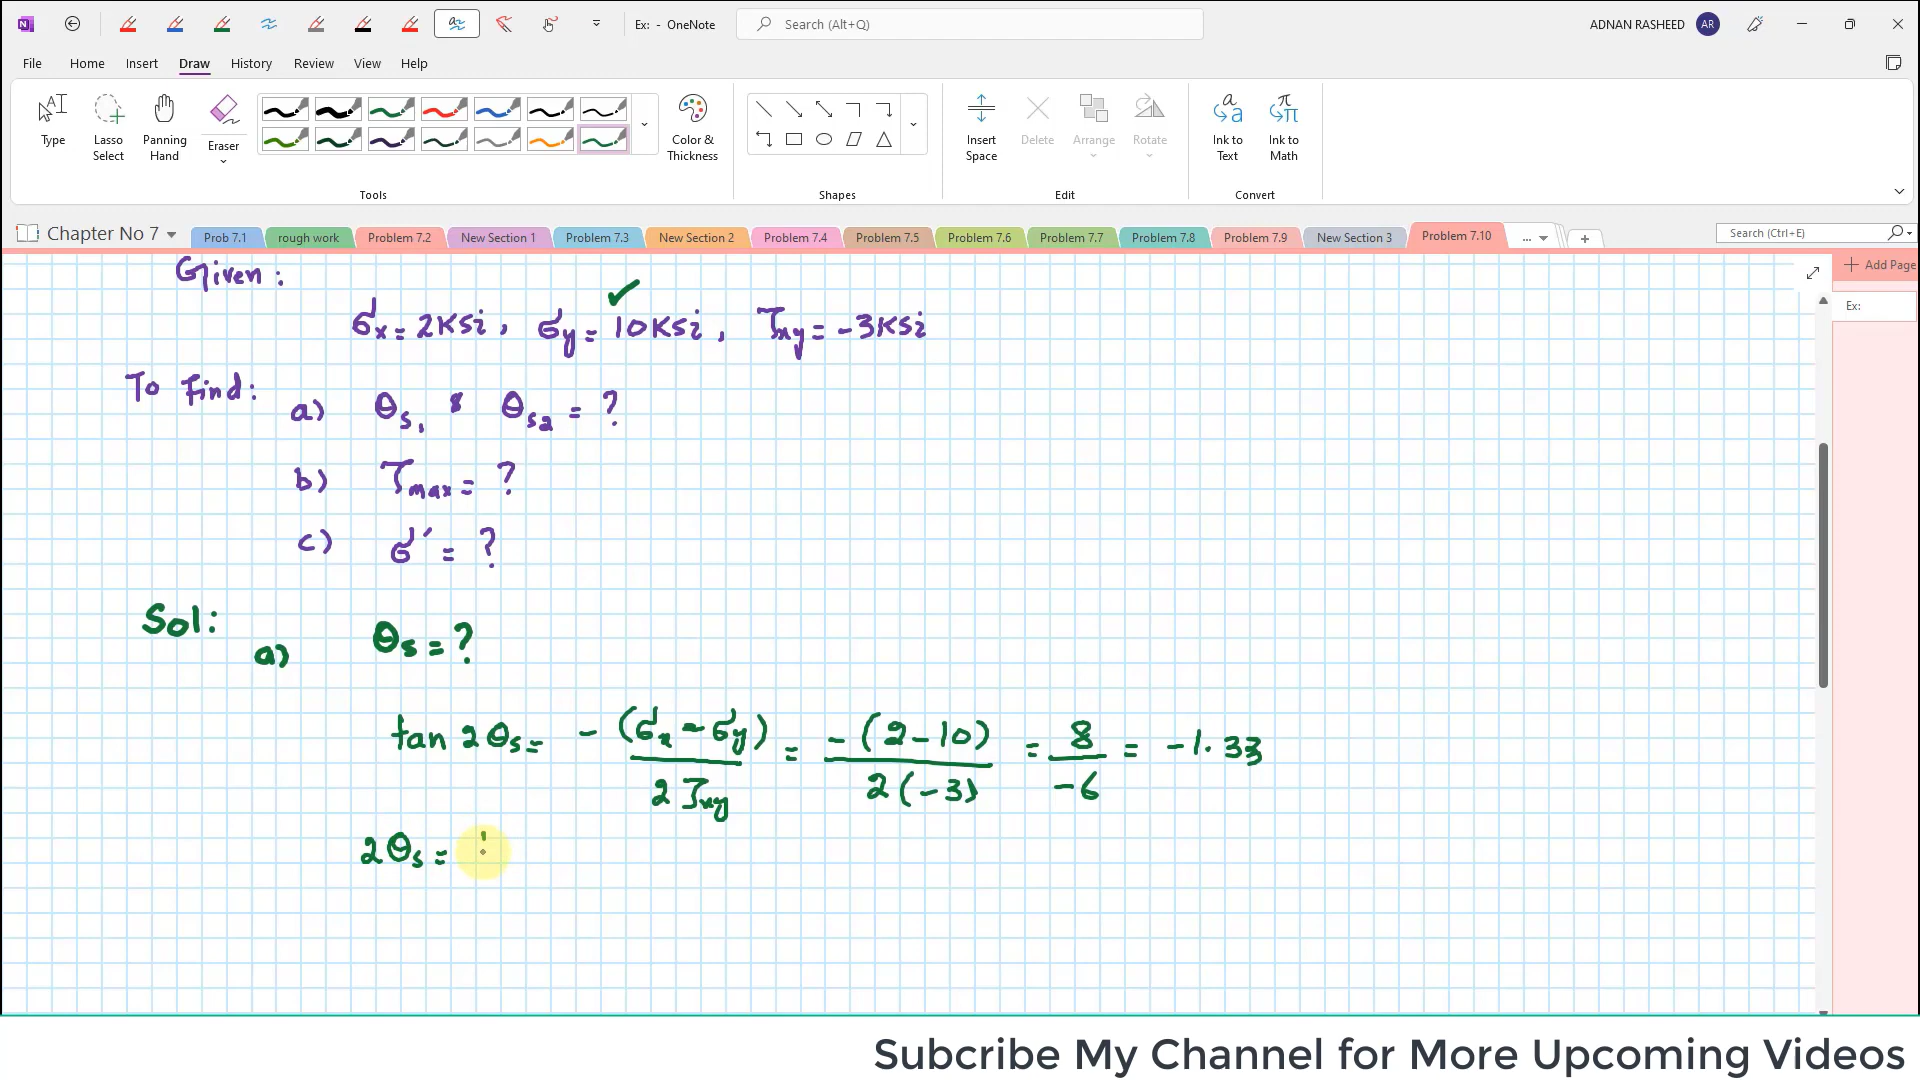 Ex: - OneNote
Search (Alt+Q)
ADNAN RASHEED
AR
File Home Insert Draw History Review View Help
Type
Lasso Select
Panning Hand
Eraser
Color & Thickness
Insert Space
Delete
Arrange
Rotate
Ink to Text
Ink to Math
Tools Shapes Edit Convert
Chapter No 7
Prob 7.1 rough work Problem 7.2 New Section 1 Problem 7.3 New Section 2 Problem 7.4 Problem 7.5 Problem 7.6 Problem 7.7 Problem 7.8 Problem 7.9 New Section 3 Problem 7.10 ... +
Search (Ctrl+E)
Add Page
Ex:
Given:
σx = 2Ksi, σy = 10Ksi, τxy = -3Ksi
To Find:
a) θs1 & θs2 = ?
b) τmax = ?
c) σ' = ?
Sol:
a) θs = ?
tan 2θs = -(σx - σy) / 2τxy = -(2-10) / 2(-3) = 8 / -6 = -1.33
2θs =
Subcribe My Channel for More Upcoming Videos